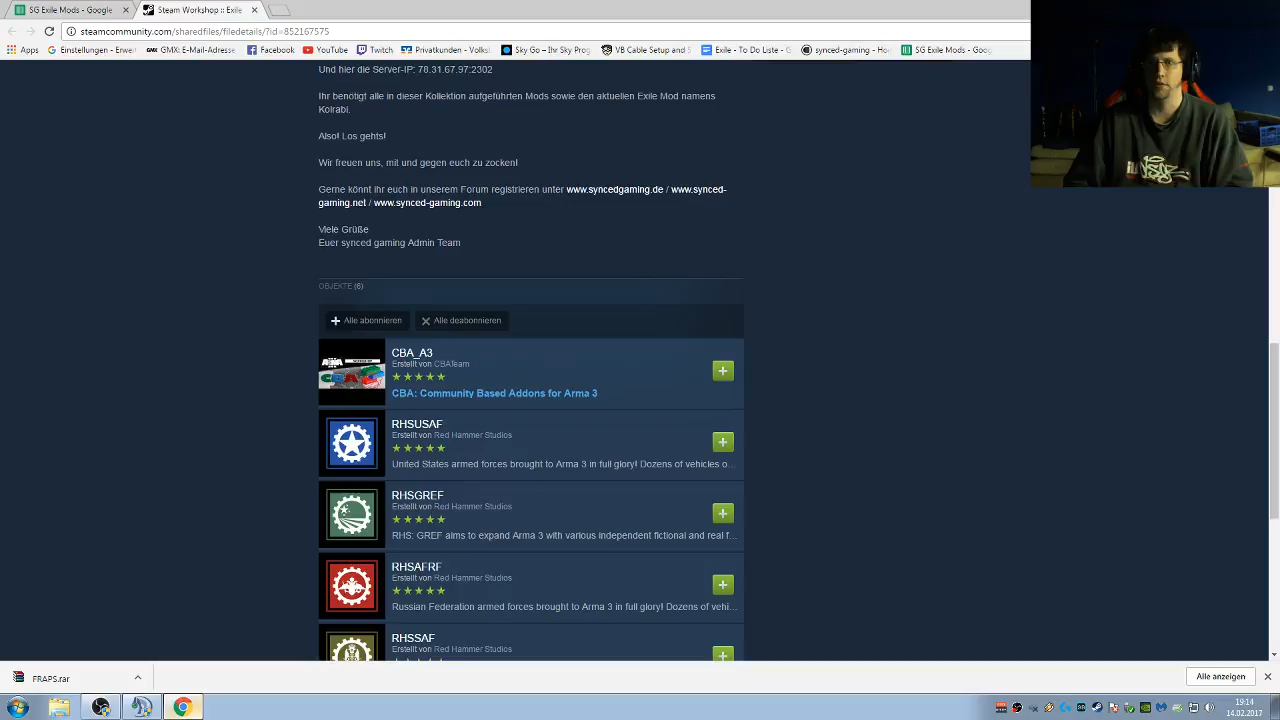 SG Exile Mods - Google
Steam Workshop :: Exile
steamcommunity.com/sharedfiles/filedetails/?id=852167575
Apps
Einstellungen - Erwei
GMX: E-Mail-Adresse
Facebook
YouTube
Twitch
Privatkunden - Volks
Sky Go – Ihr Sky Prog
VB Cable Setup and S
Exile - To Do Liste - G
synced-gaming - Hom
SG Exile Mods - Goog
Und hier die Server-IP: 78.31.67.97:2302
Ihr benötigt alle in dieser Kollektion aufgeführten Mods sowie den aktuellen Exile Mod namens
Kolrabi.
Also! Los gehts!
Wir freuen uns, mit und gegen euch zu zocken!
Gerne könnt ihr euch in unserem Forum registrieren unter www.syncedgaming.de / www.synced-
gaming.net / www.synced-gaming.com
Viele Grüße
Euer synced gaming Admin Team
OBJEKTE (6)
Alle abonnieren
Alle deabonnieren
CBA_A3
Erstellt von CBATeam
CBA: Community Based Addons for Arma 3
RHSUSAF
Erstellt von Red Hammer Studios
United States armed forces brought to Arma 3 in full glory! Dozens of vehicles o...
RHSGREF
Erstellt von Red Hammer Studios
RHS: GREF aims to expand Arma 3 with various independent fictional and real f...
RHSAFRF
Erstellt von Red Hammer Studios
Russian Federation armed forces brought to Arma 3 in full glory! Dozens of vehi...
RHSSAF
Erstellt von Red Hammer Studios
FRAPS.rar
Alle anzeigen
19:14
14.02.2017